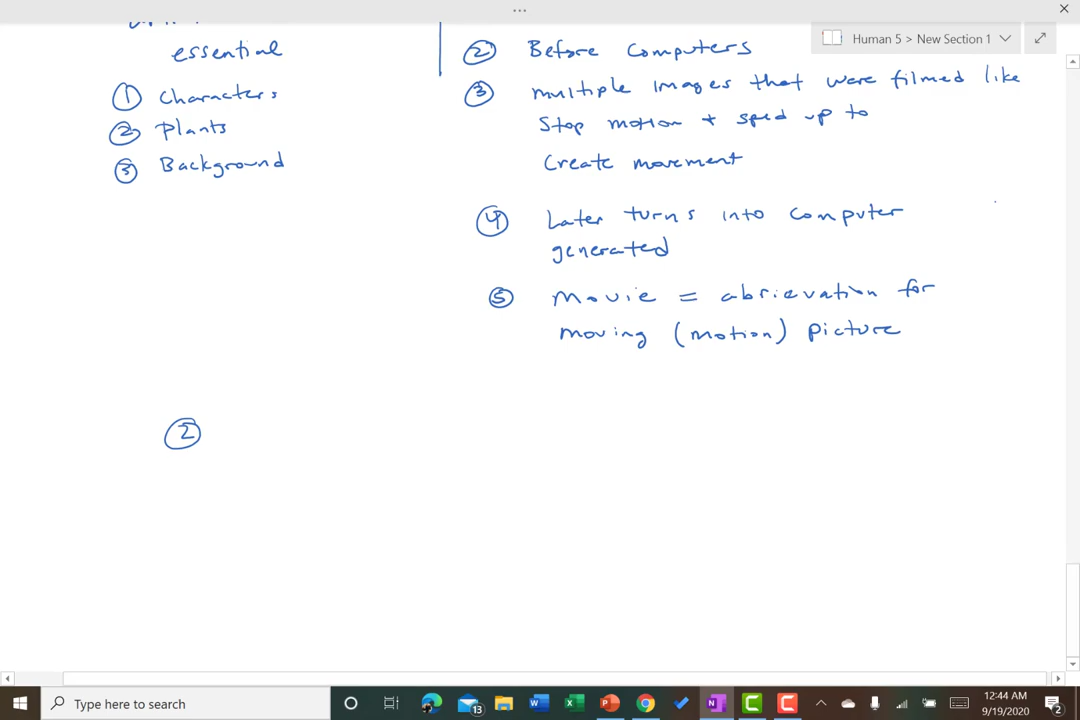 essential
① Characters
② Plants
③ Background
② Before Computers
③ multiple images that were filmed like
Stop motion + sped up to
Create movement
④ Later turns into computer
generated
⑤ Movie = abrievation for
moving (motion) picture
②
Human 5 > New Section 1
Type here to search
13
12:44 AM
9/19/2020
2